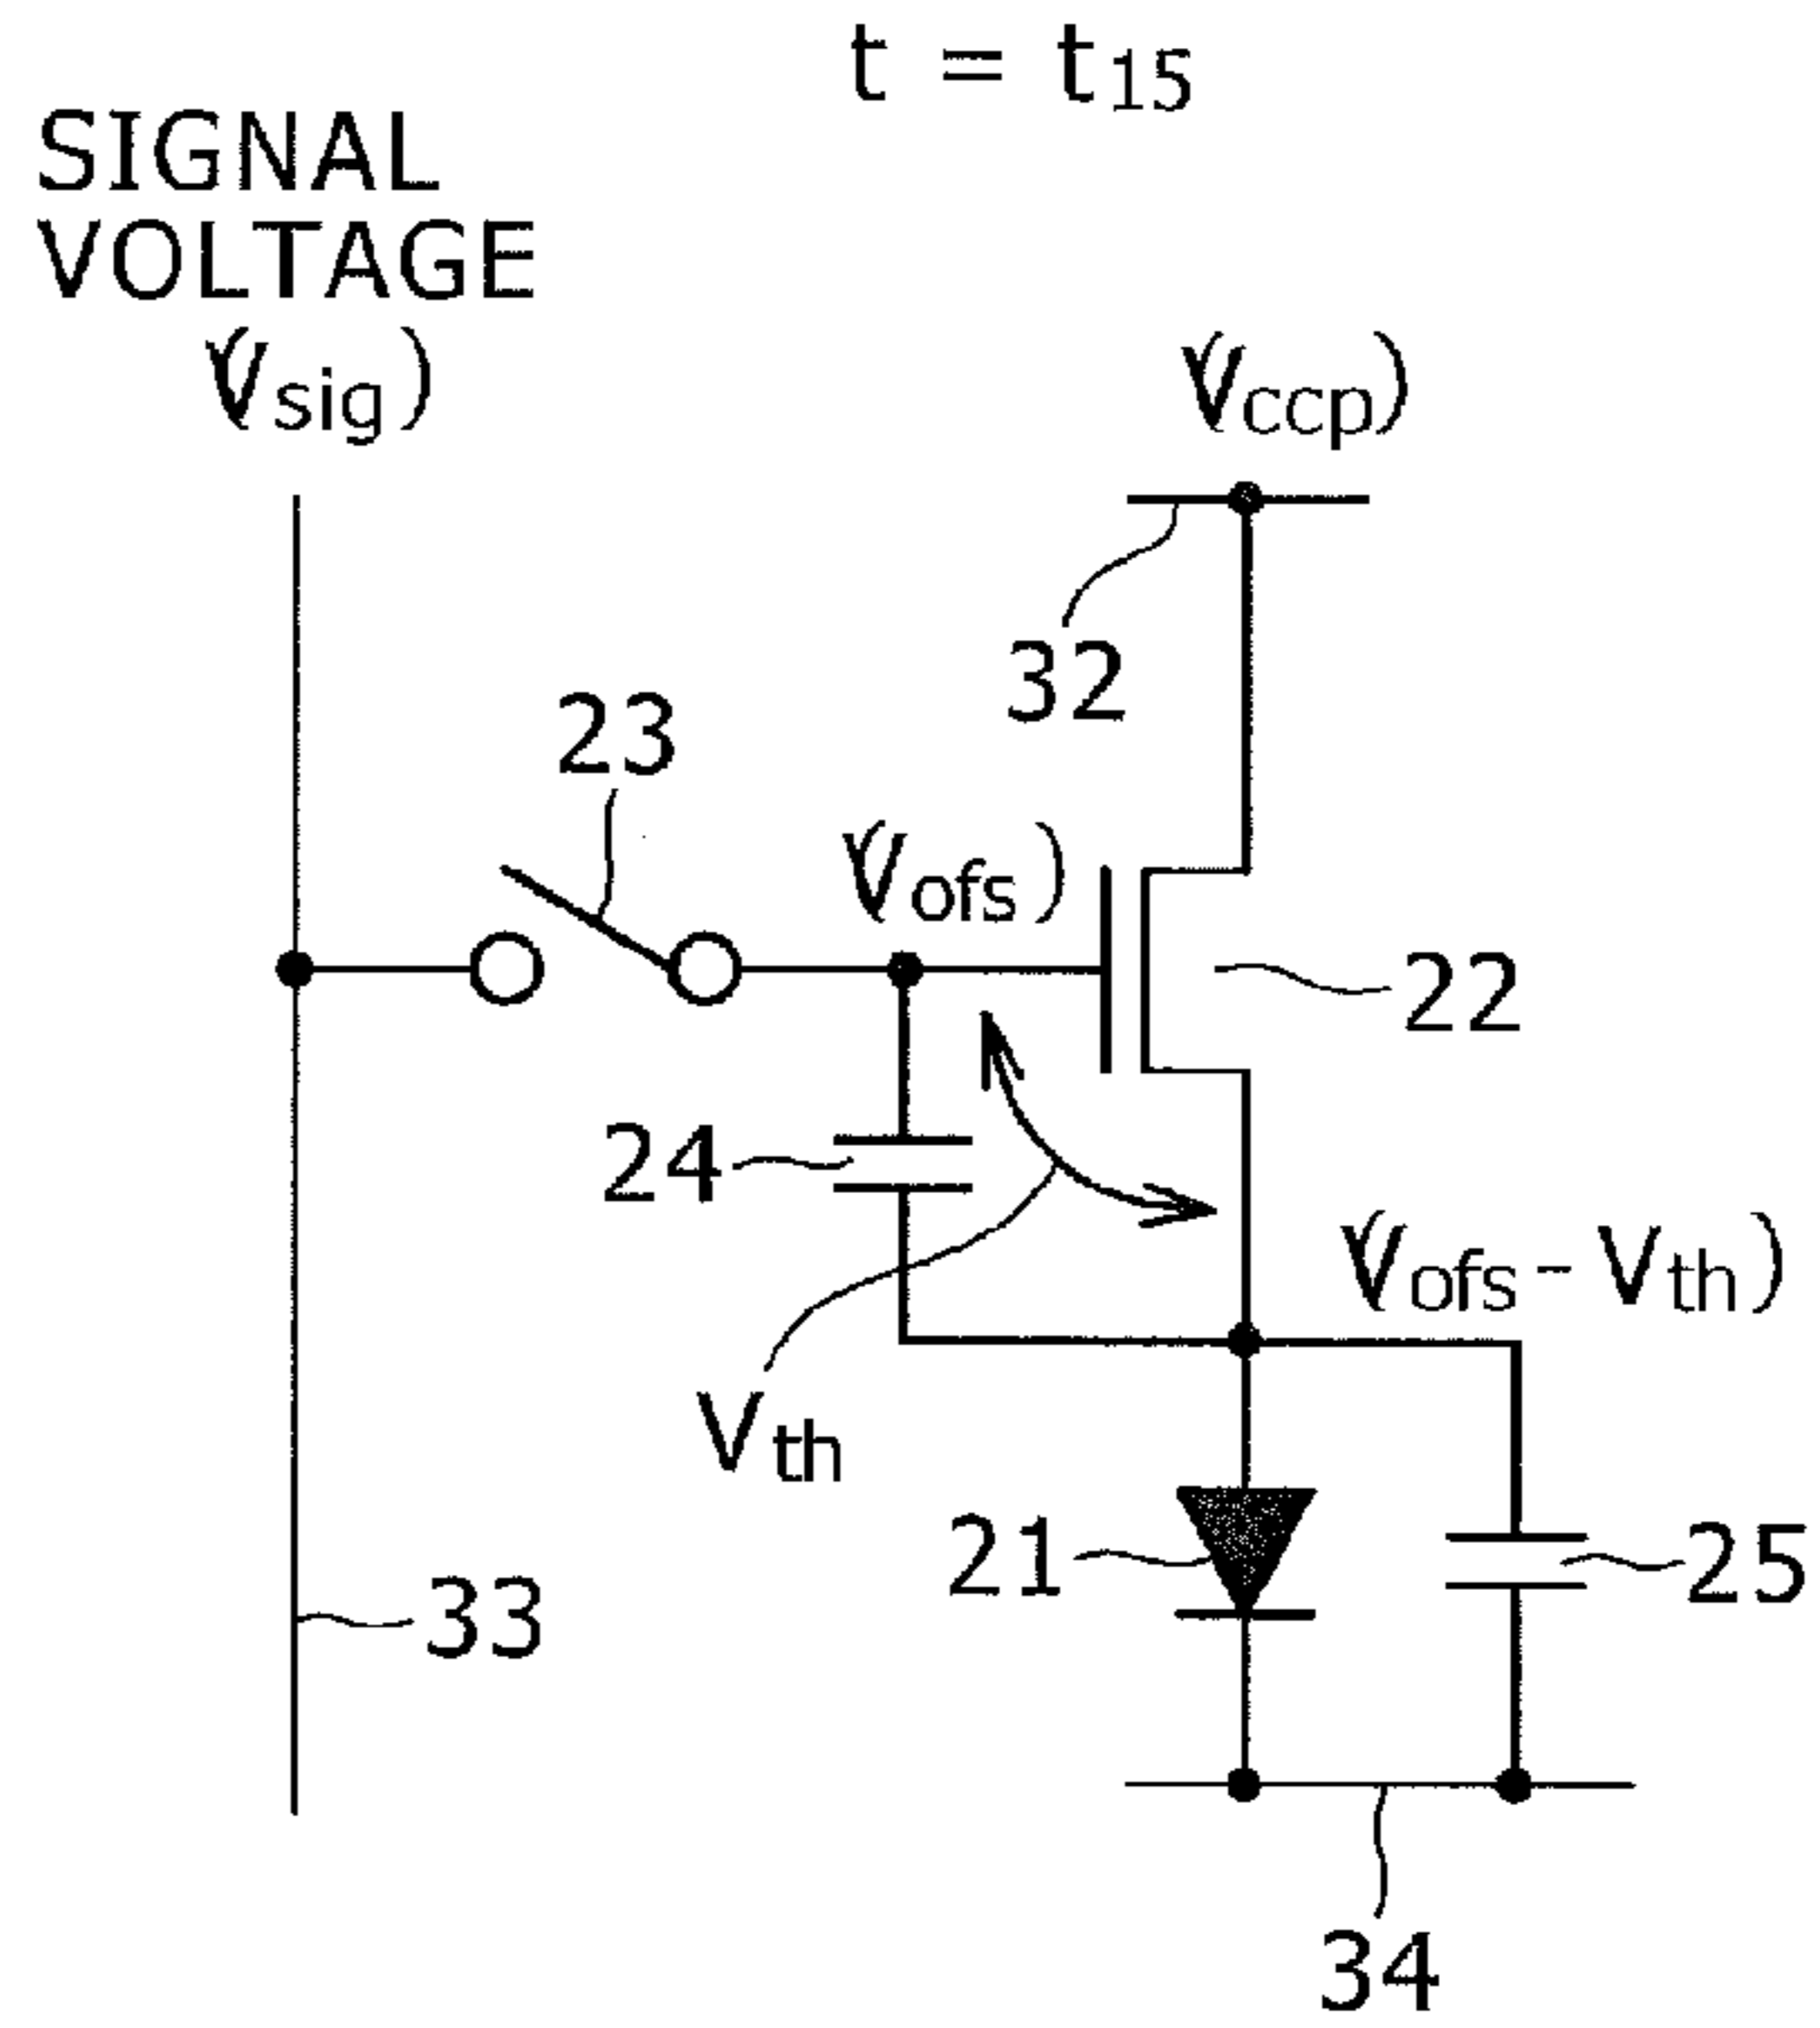 t = t15
SIGNAL
VOLTAGE
(Vsig)
(Vccp)
32
23
(Vofs)
22
24
(Vofs - Vth)
Vth
21
25
33
34